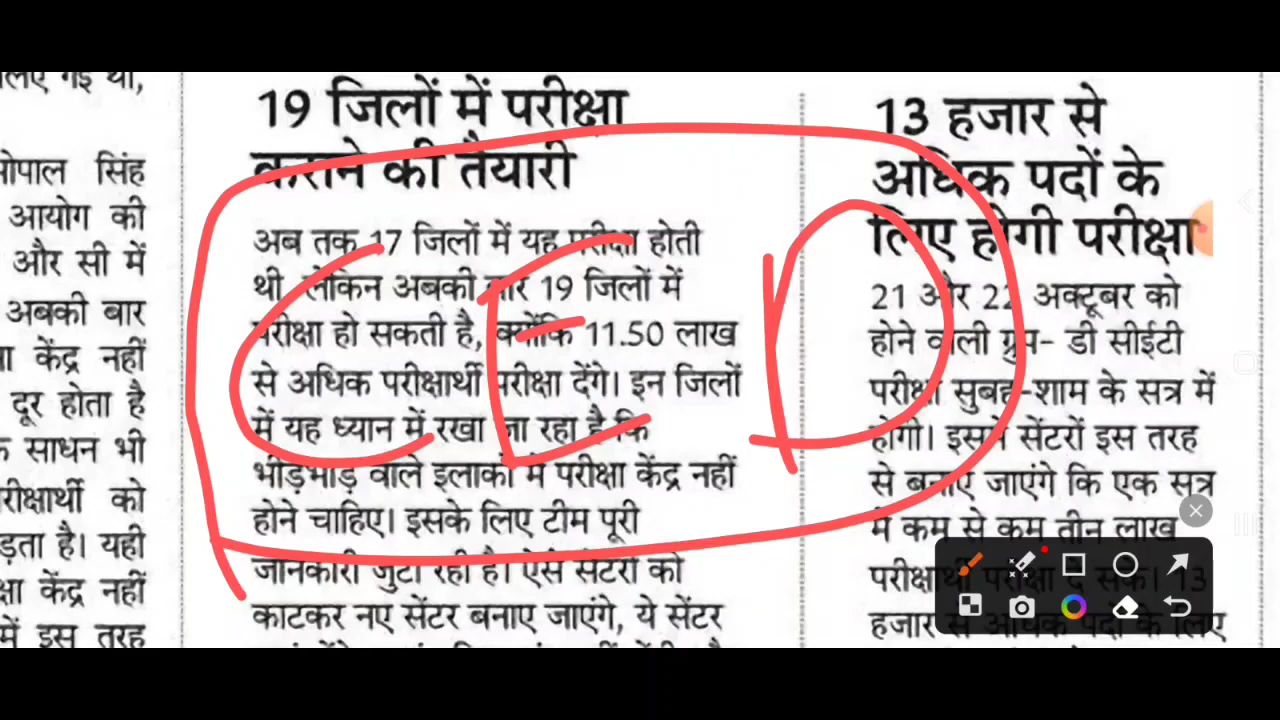 लिए गई थी,
गोपाल सिंह
आयोग की
और सी में
अबकी बार
केंद्र नहीं
दूर होता है
साधन भी
को
है। यही
केंद्र नहीं
में इस तरह
19 जिलों में परीक्षा
कराने की तैयारी
अब तक 17 जिलों में यह परीक्षा होती
थी, लेकिन अबकी बार 19 जिलों में
परीक्षा हो सकती है, क्योंकि 11.50 लाख
से अधिक परीक्षार्थी परीक्षा देंगे। इन जिलों
में यह ध्यान में रखा जा रहा है कि
भीड़भाड़ वाले इलाकों में परीक्षा केंद्र नहीं
होने चाहिए। इसके लिए टीम पूरी
जानकारी जुटा रही है। ऐसे सेंटरों को
काटकर नए सेंटर बनाए जाएंगे, ये सेंटर
13 हजार से
अधिक पदों के
लिए होगी परीक्षा
21 और 22 अक्टूबर को
होने वाली ग्रुप- डी सीईटी
परीक्षा सुबह-शाम के सत्र में
होगी। इसमें सेंटरों इस तरह
से बनाए जाएंगे कि एक सत्र
में कम से कम तीन लाख
परीक्षार्थी परीक्षा दे सकें। 13
हजार से अधिक पदों के लिए
CED